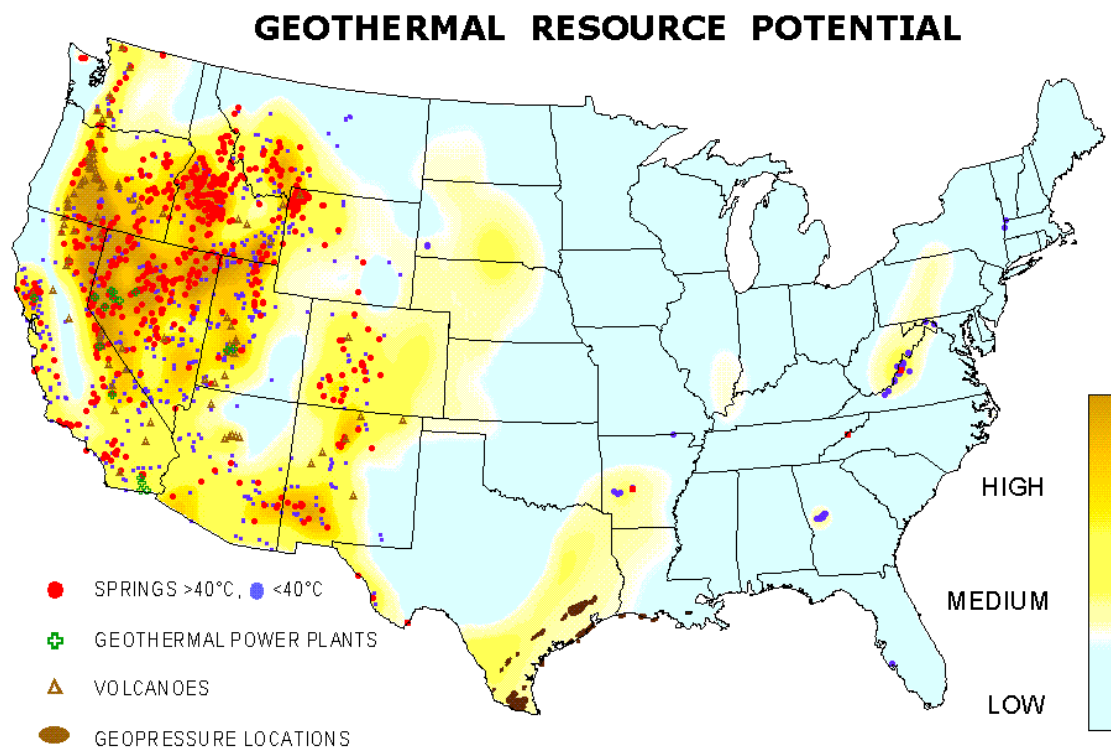 GEOTHERMAL RESOURCE POTENTIAL
HIGH
MEDIUM
LOW
SPRINGS >40°C, <40°C
GEOTHERMAL POWER PLANTS
VOLCANOES
GEOPRESSURE LOCATIONS